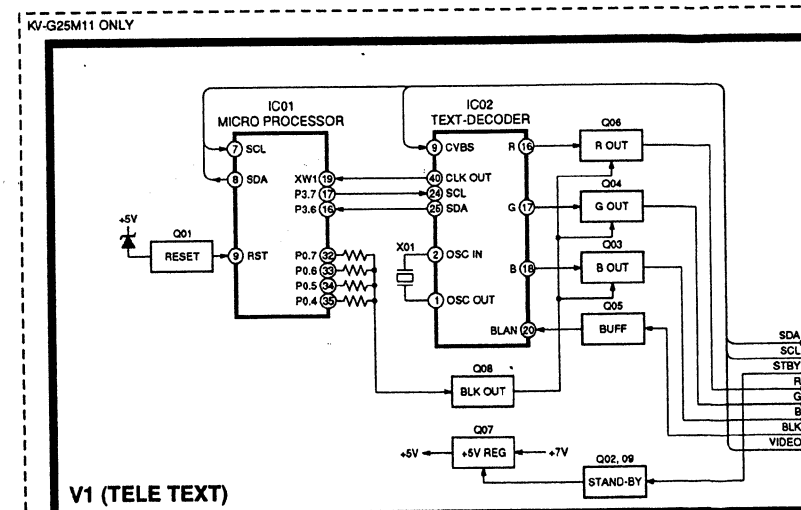 KV-G25M11 ONLY
IC01
MICRO PROCESSOR
IC02
TEXT-DECODER
7 SCL
8 SDA
XW1 19
P3.7 17
P3.6 16
9 RST
P0.7 32
P0.6 33
P0.5 34
P0.4 35
+5V
Q01
RESET
9 CVBS
40 CLK OUT
24 SCL
25 SDA
X01
2 OSC IN
1 OSC OUT
R 16
G 17
B 18
BLAN 20
Q06
R OUT
Q04
G OUT
Q03
B OUT
Q05
BUFF
Q08
BLK OUT
Q07
+5V
+5V REG
+7V
Q02, 09
STAND-BY
SDA
SCL
STBY
R
G
B
BLK
VIDEO
V1 (TELE TEXT)